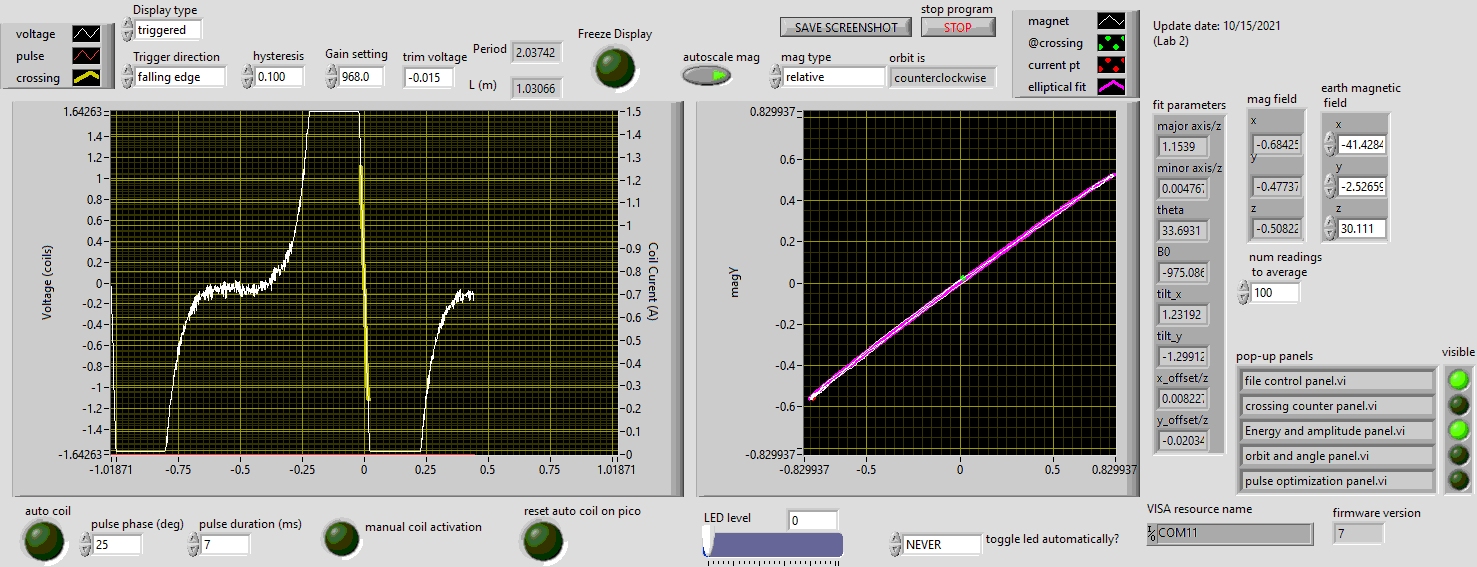 voltage
pulse
crossing
Display type
triggered
Trigger direction
falling edge
hysteresis
0.100
Gain setting
968.0
trim voltage
-0.015
Period
2.03742
L (m)
1.03066
Freeze Display
stop program
SAVE SCREENSHOT
STOP
autoscale mag
mag type
relative
orbit is
counterclockwise
magnet
@crossing
current pt
elliptical fit
Update date: 10/15/2021
(Lab 2)
Voltage (coils)
1.64263
1.4
1.2
1
0.8
0.6
0.4
0.2
0
-0.2
-0.4
-0.6
-0.8
-1
-1.2
-1.4
-1.64263
-1.01871
-0.75
-0.5
-0.25
0
0.25
0.5
0.75
1.01871
1.5
1.4
1.3
1.2
1.1
1
0.9
0.8
0.7
0.6
0.5
0.4
0.3
0.2
0.1
0
Coil Current (A)
magy
0.829937
0.6
0.4
0.2
0
-0.2
-0.4
-0.6
-0.829937
-0.829937
-0.5
0
0.5
0.829937
fit parameters
major axis/z
1.1539
minor axis/z
0.004767
theta
33.6931
B0
-975.086
tilt_x
1.23192
tilt_y
-1.29912
x_offset/z
0.008227
y_offset/z
-0.02034
mag field
x
-0.68425
y
-0.47737
z
-0.50822
earth magnetic
field
x
-41.4284
y
-2.52659
z
30.111
num readings
to average
100
pop-up panels
visible
file control panel.vi
crossing counter panel.vi
Energy and amplitude panel.vi
orbit and angle panel.vi
pulse optimization panel.vi
auto coil
pulse phase (deg)
25
pulse duration (ms)
7
manual coil activation
reset auto coil on pico
LED level
0
NEVER
toggle led automatically?
VISA resource name
I/O COM11
firmware version
7